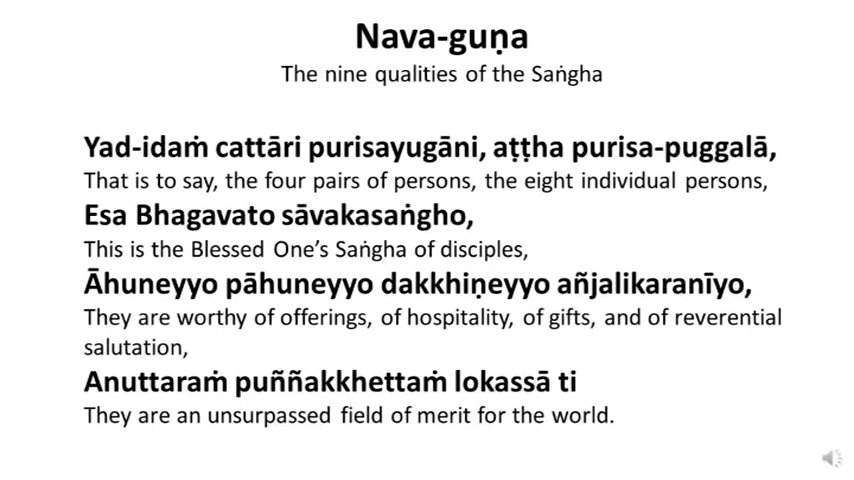 Nava-guṇa
The nine qualities of the Saṅgha
Yad-idaṁ cattāri purisayugāni, aṭṭha purisa-puggalā,
That is to say, the four pairs of persons, the eight individual persons,
Esa Bhagavato sāvakasaṅgho,
This is the Blessed One’s Saṅgha of disciples,
Āhuneyyo pāhuneyyo dakkhiṇeyyo añjalikaranīyo,
They are worthy of offerings, of hospitality, of gifts, and of reverential
salutation,
Anuttaraṁ puññakkhettaṁ lokassā ti
They are an unsurpassed field of merit for the world.